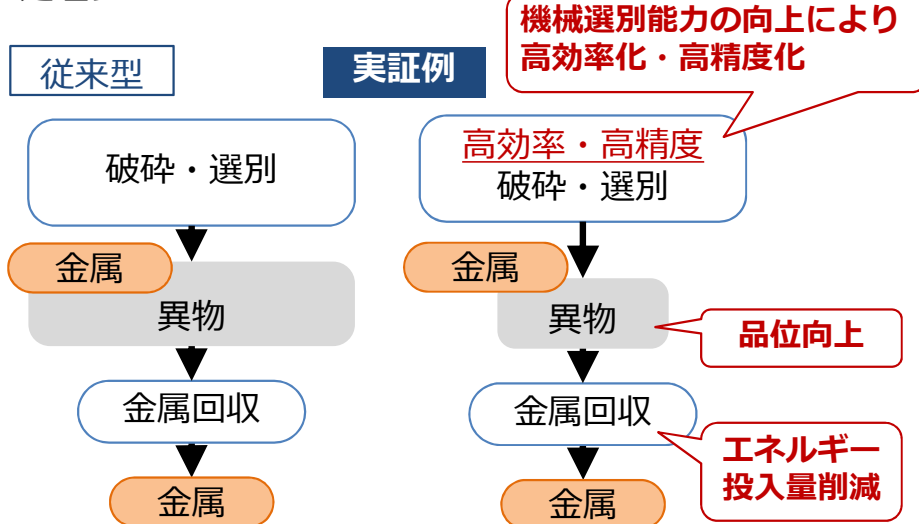 機械選別能力の向上により
高効率化・高精度化
従来型
実証例
破砕・選別
金属
異物
金属回収
金属
高効率・高精度
破砕・選別
金属
異物
品位向上
金属回収
エネルギー
投入量削減
金属